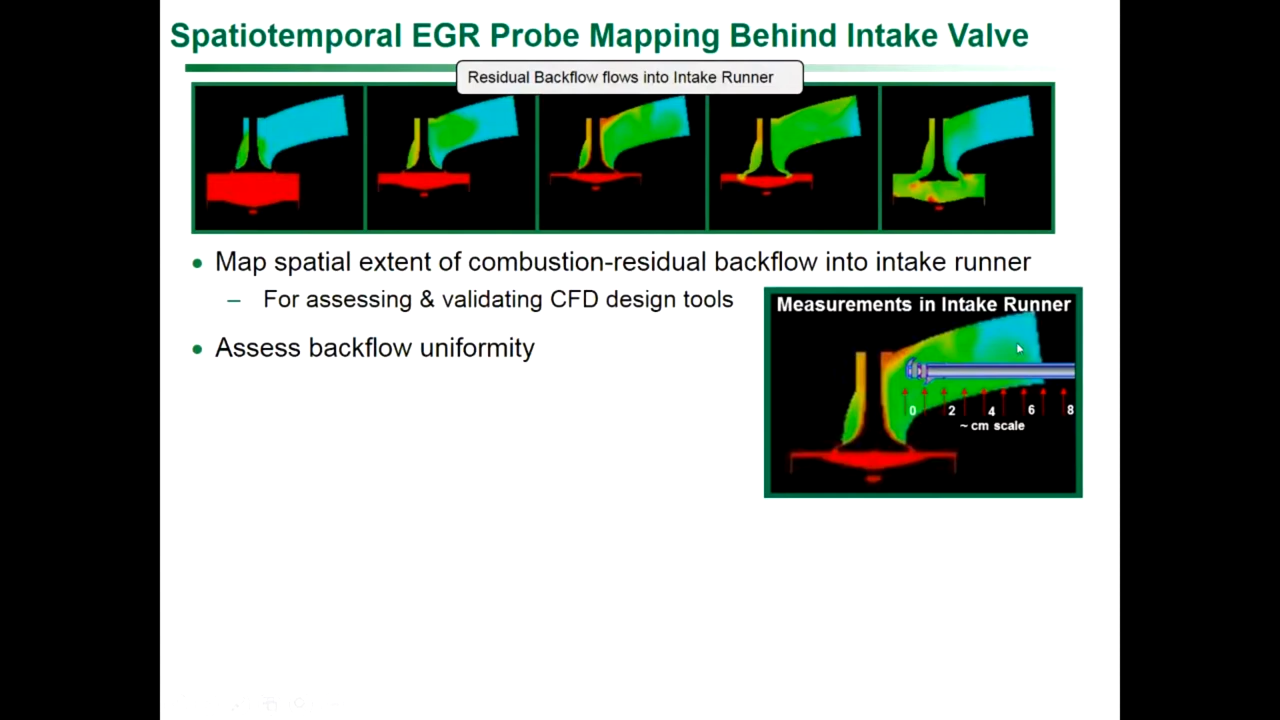 Spatiotemporal EGR Probe Mapping Behind Intake Valve
Residual Backflow flows into Intake Runner
• Map spatial extent of combustion-residual backflow into intake runner
– For assessing & validating CFD design tools
• Assess backflow uniformity
Measurements in Intake Runner
0 2 4 6 8
~ cm scale